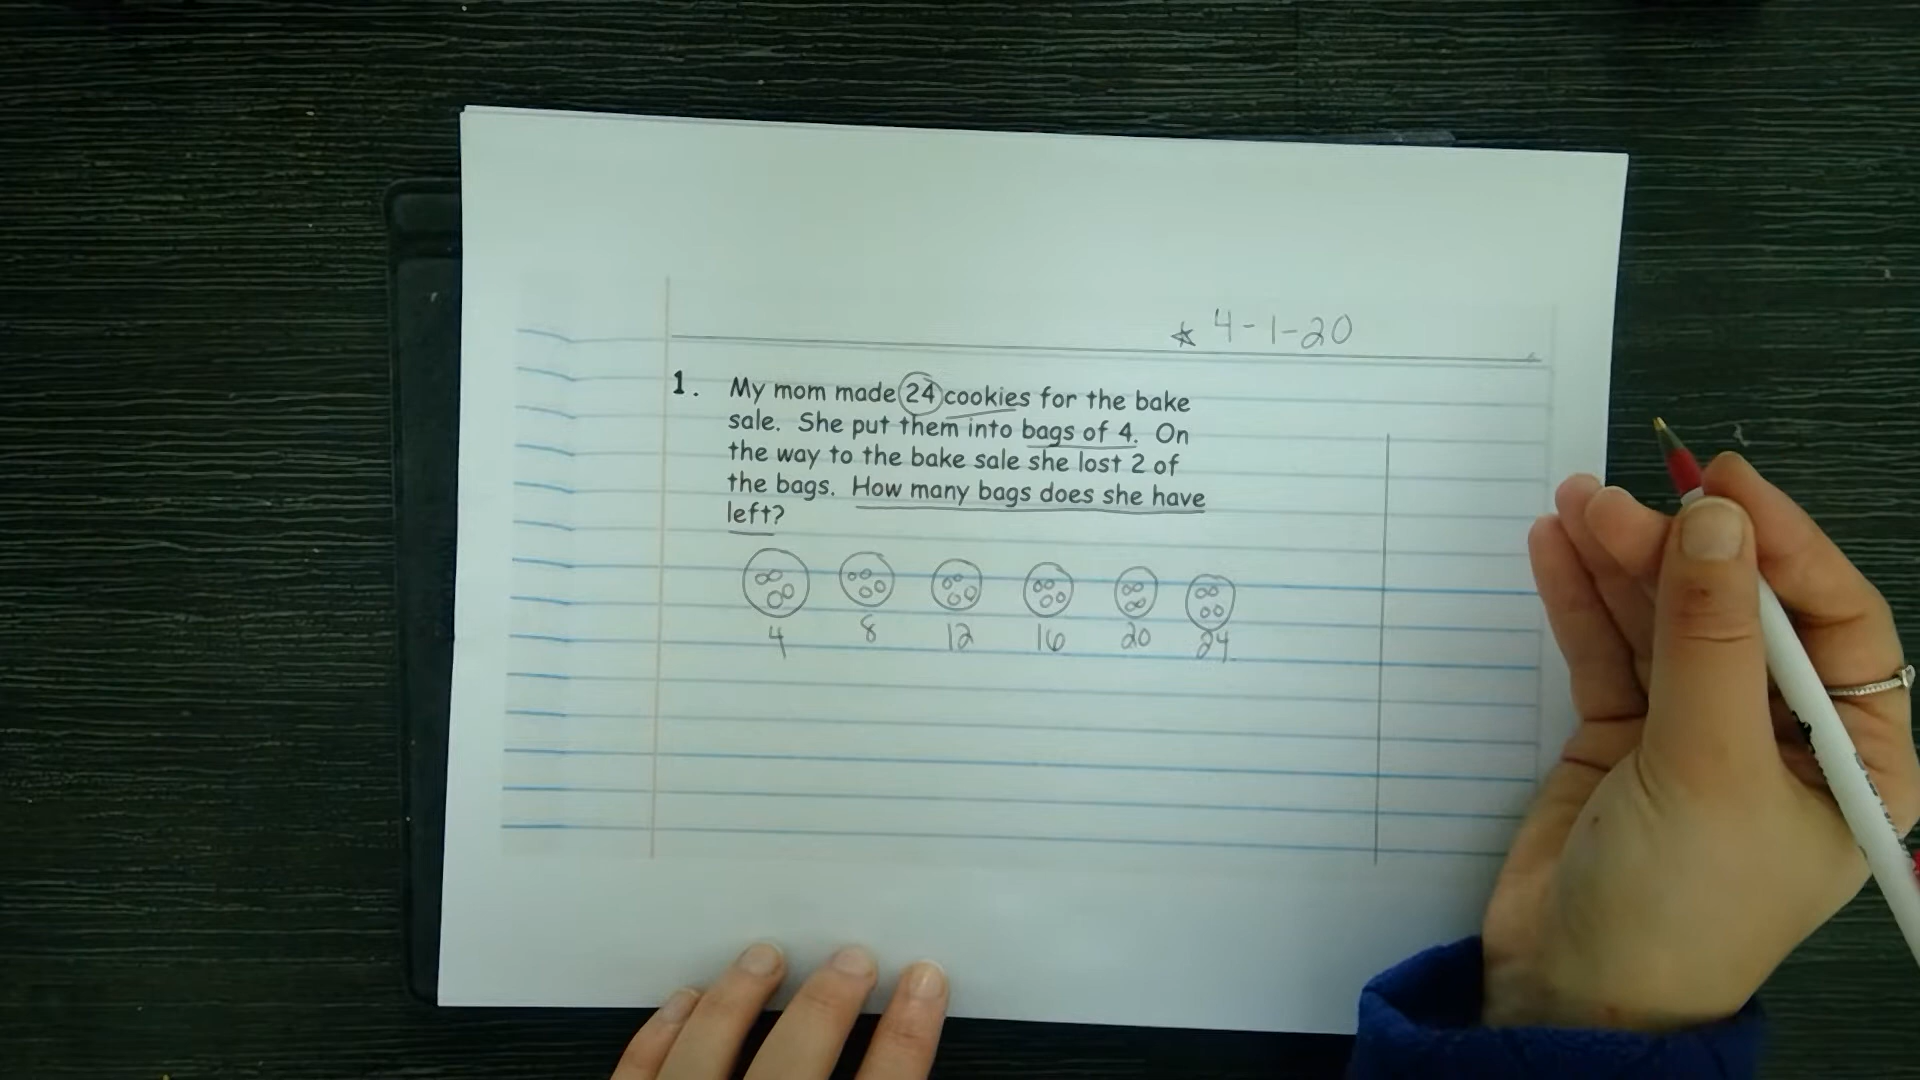 ★ 4-1-20
1. My mom made 24 cookies for the bake
sale. She put them into bags of 4. On
the way to the bake sale she lost 2 of
the bags. How many bags does she have
left?
4 8 12 16 20 24